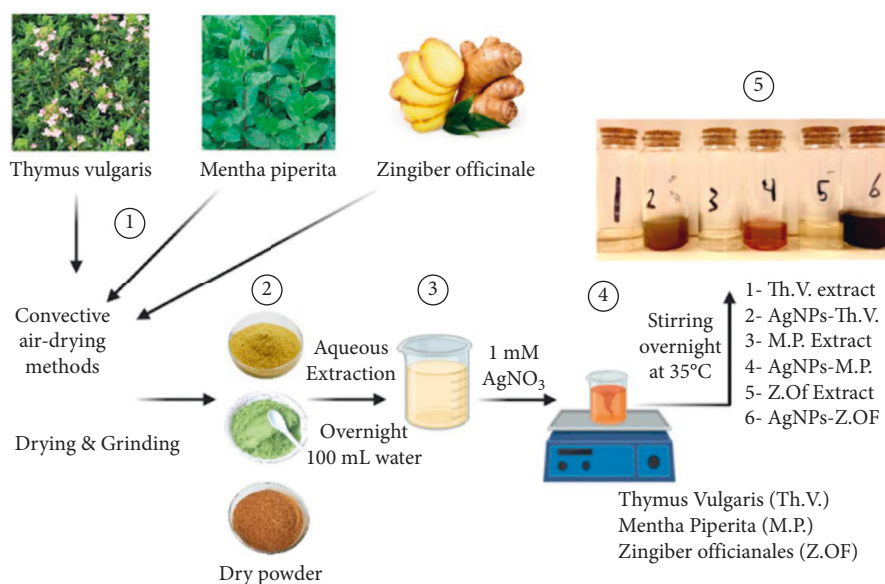 Thymus vulgaris
Mentha piperita
Zingiber officinale
1
5
1
2 S
3
4
5
6
Convective
air-drying
methods
Drying & Grinding
2
Dry powder
Aqueous
Extraction
Overnight
100 mL water
3
1 mM
AgNO₃
4
Stirring
overnight
at 35°C
1- Th.V. extract
2- AgNPs-Th.V.
3- M.P. Extract
4- AgNPs-M.P.
5- Z.Of Extract
6- AgNPs-Z.OF
Thymus Vulgaris (Th.V.)
Mentha Piperita (M.P.)
Zingiber officianales (Z.OF)